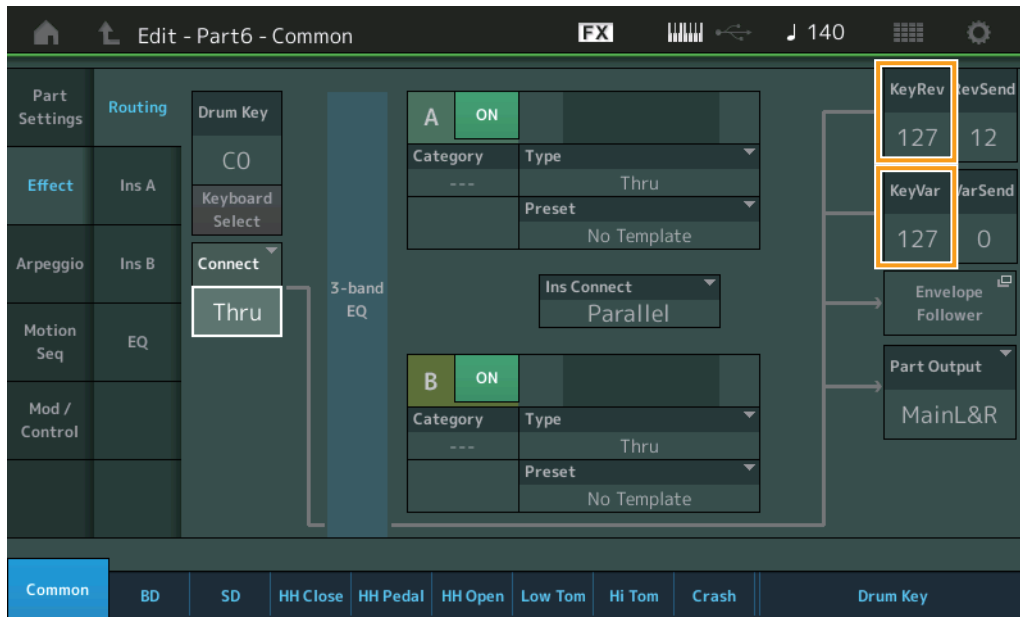 Edit - Part6 - Common
FX
♩ 140
Part
Settings
Effect
Arpeggio
Motion
Seq
Mod /
Control
Routing
Ins A
Ins B
EQ
Drum Key
C0
Keyboard
Select
Connect
Thru
3-band
EQ
A ON
Category Type
--- Thru
Preset
No Template
Ins Connect
Parallel
B ON
Category Type
--- Thru
Preset
No Template
KeyRev RevSend
127 12
KeyVar VarSend
127 0
Envelope
Follower
Part Output
MainL&R
Common BD SD HH Close HH Pedal HH Open Low Tom Hi Tom Crash Drum Key